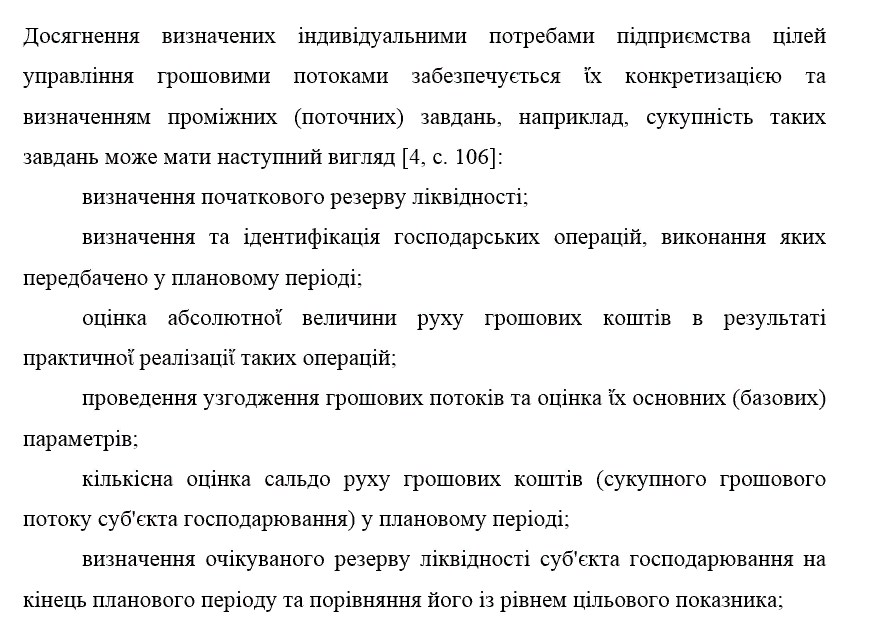 Досягнення визначених індивідуальними потребами підприємства цілей
управління грошовими потоками забезпечується їх конкретизацією та
визначенням проміжних (поточних) завдань, наприклад, сукупність таких
завдань може мати наступний вигляд [4, с. 106]:
визначення початкового резерву ліквідності;
визначення та ідентифікація господарських операцій, виконання яких
передбачено у плановому періоді;
оцінка абсолютної величини руху грошових коштів в результаті
практичної реалізації таких операцій;
проведення узгодження грошових потоків та оцінка їх основних (базових)
параметрів;
кількісна оцінка сальдо руху грошових коштів (сукупного грошового
потоку суб'єкта господарювання) у плановому періоді;
визначення очікуваного резерву ліквідності суб'єкта господарювання на
кінець планового періоду та порівняння його із рівнем цільового показника;